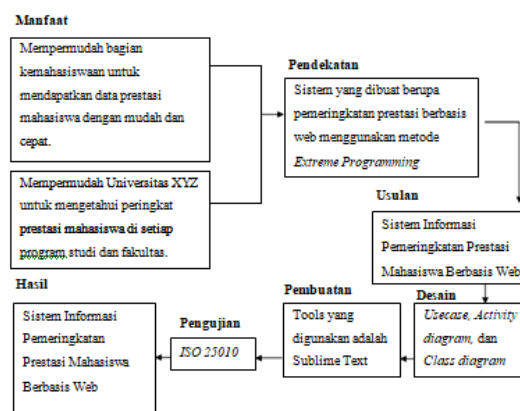 Manfaat
Mempermudah bagian
kemahasiswaan untuk
mendapatkan data prestasi
mahasiswa dengan mudah dan
cepat.
Mempermudah Universitas XYZ
untuk mengetahui peringkat
prestasi mahasiswa di setiap
program studi dan fakultas.
Pendekatan
Sistem yang dibuat berupa
pemeringkatan prestasi berbasis
web menggunakan metode
Extreme Programming
Usulan
Sistem Informasi
Pemeringkatan Prestasi
Mahasiswa Berbasis Web
Desain
Usecase, Activity
diagram, dan
Class diagram
Pembuatan
Tools yang
digunakan adalah
Sublime Text
Pengujian
ISO 25010
Hasil
Sistem Informasi
Pemeringkatan
Prestasi Mahasiswa
Berbasis Web